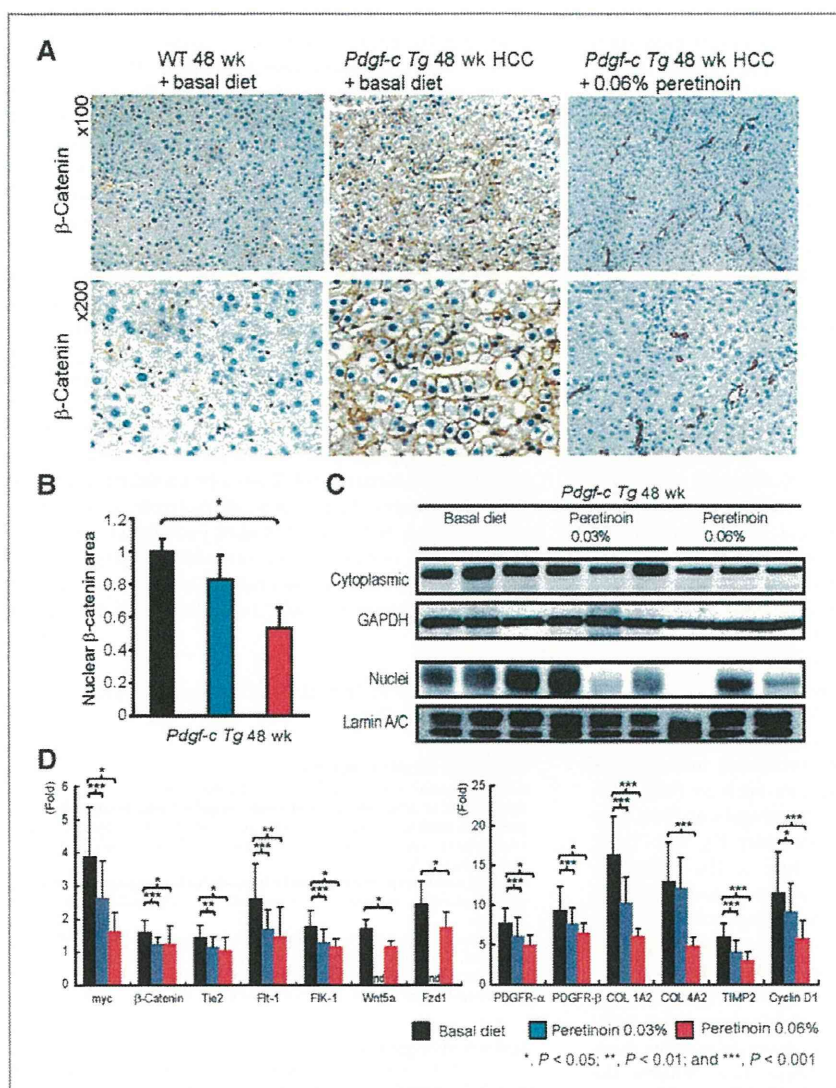 A
WT 48 wk
+ basal diet
Pdgf-c Tg 48 wk HCC
+ basal diet
Pdgf-c Tg 48 wk HCC
+ 0.06% peretinoin
x100
β-Catenin
x200
β-Catenin
B
*
Nuclear β-catenin area
1.2
1
0.8
0.6
0.4
0.2
0
Pdgf-c Tg 48 wk
C
Pdgf-c Tg 48 wk
Basal diet
Peretinoin
0.03%
Peretinoin
0.06%
Cytoplasmic
GAPDH
Nuclei
Lamin A/C
D
(Fold)
6
5
4
3
2
1
0
*
***
*
***
*
**
**
***
*
***
*
*
nd
nd
myc
β-Catenin
Tie2
Flt-1
FlK-1
Wnt5a
Fzd1
(Fold)
25
20
15
10
5
0
*
***
*
***
***
***
***
***
***
***
*
PDGFR-α
PDGFR-β
COL 1A2
COL 4A2
TIMP2
Cyclin D1
Basal diet
Peretinoin 0.03%
Peretinoin 0.06%
*, P < 0.05; **, P < 0.01; and ***, P < 0.001